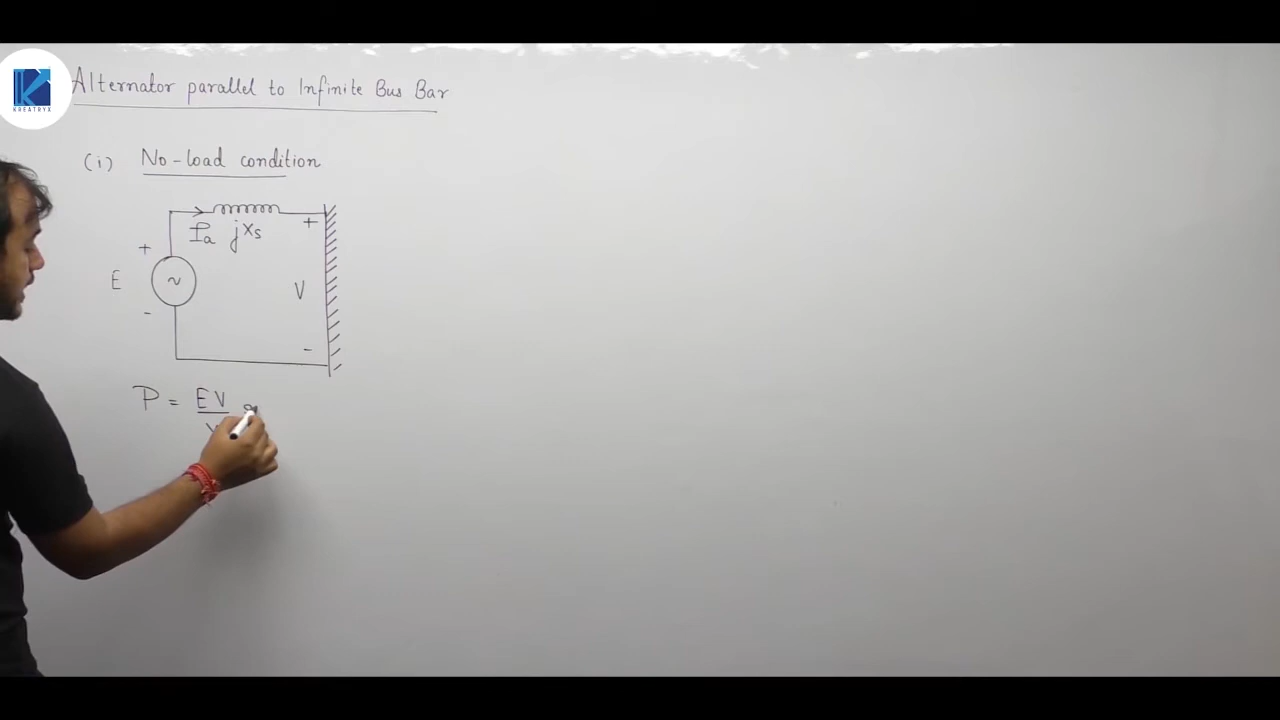 KREATRYX
Alternator parallel to Infinite Bus Bar
(i) No-load condition
+ Ia jXs +
E ~ V
- -
P = EV